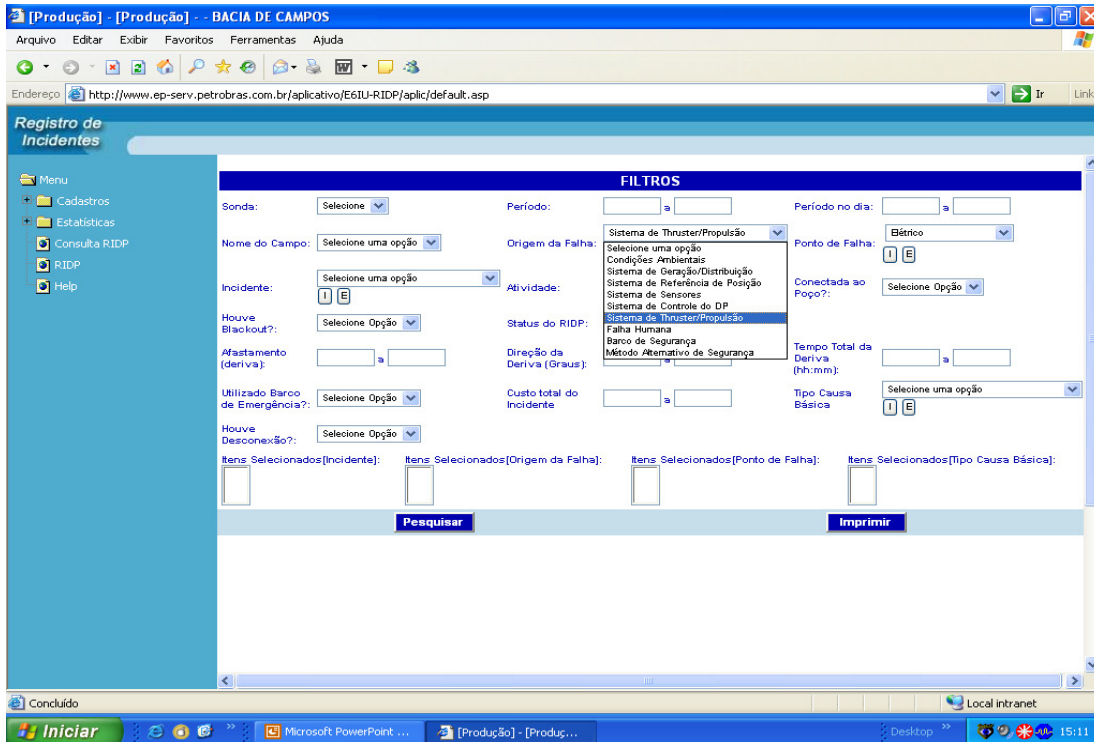 [Produção] - [Produção] - - BACIA DE CAMPOS
Arquivo Editar Exibir Favoritos Ferramentas Ajuda
Endereço http://www.ep-serv.petrobras.com.br/aplicativo/E6IU-RIDP/aplic/default.asp Ir Link
Registro de
Incidentes
Menu
Cadastros
Estatísticas
Consulta RIDP
RIDP
Help
FILTROS
Sonda: Selecione Período: a Período no dia: a
Nome do Campo: Selecione uma opção Origem da Falha: Sistema de Thruster/Propulsão Ponto de Falha: Elétrico
I E
Selecione uma opção
Condições Ambientais
Sistema de Geração/Distribuição
Sistema de Referência de Posição
Sistema de Sensores
Sistema de Controle do DP
Sistema de Thruster/Propulsão
Falha Humana
Barco de Segurança
Método Alternativo de Segurança
Incidente: Selecione uma opção Atividade: Conectada ao
Poço?: Selecione Opção
I E
Houve
Blackout?: Selecione Opção Status do RIDP:
Afastamento
(deriva): a Direção da
Deriva (Graus): a Tempo Total da
Deriva
(hh:mm): a
Utilizado Barco
de Emergência?: Selecione Opção Custo total do
Incidente a Tipo Causa
Básica Selecione uma opção
I E
Houve
Desconexão?: Selecione Opção
Itens Selecionados[Incidente]: Itens Selecionados[Origem da Falha]: Itens Selecionados[Ponto de Falha]: Itens Selecionados[Tipo Causa Básica]:
Pesquisar Imprimir
Concluído Local intranet
Iniciar Microsoft PowerPoint ... [Produção] - [Produç... Desktop 15:11